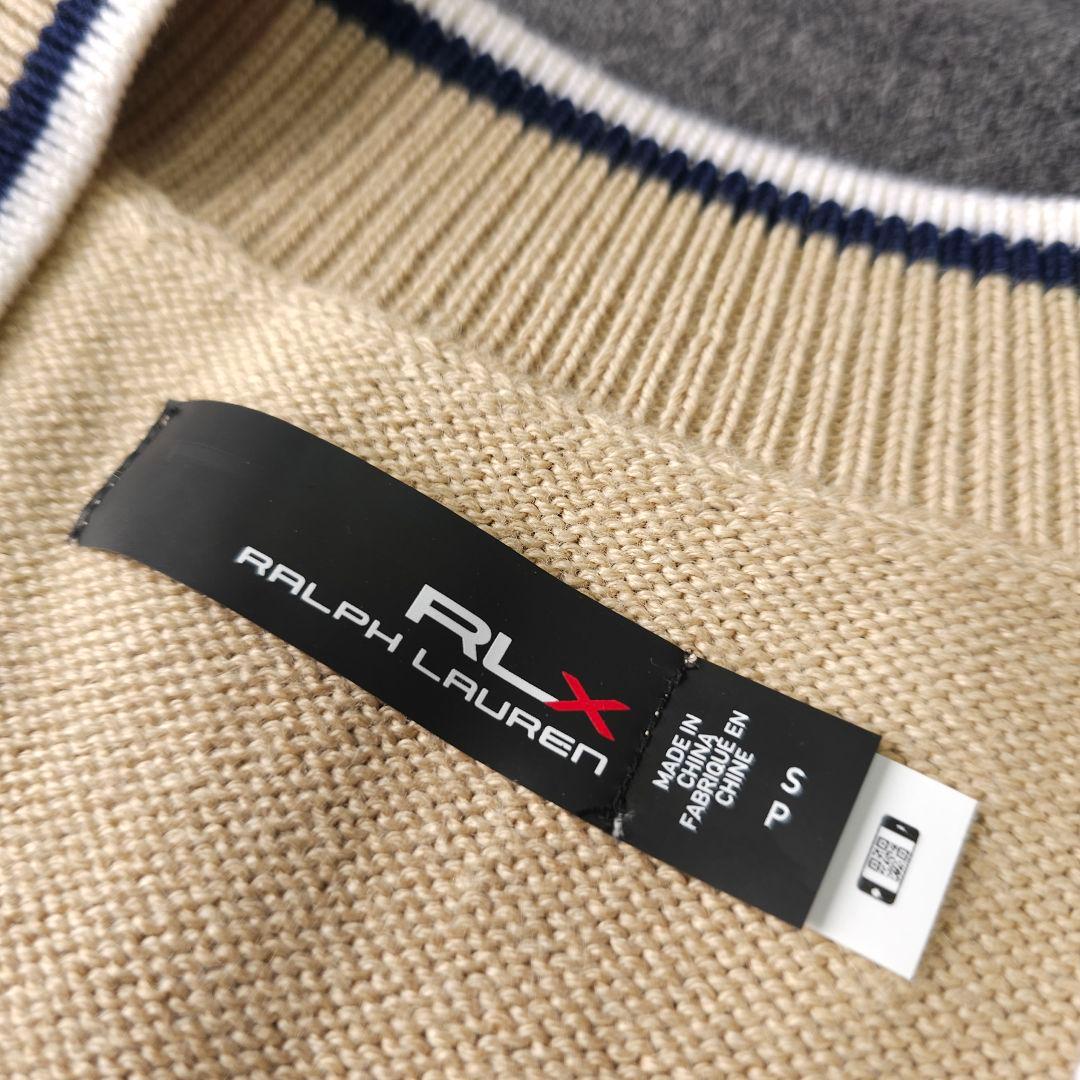 RLX
RALPH LAUREN
MADE IN
CHINA
FABRIQUÉ EN
CHINE
S
P